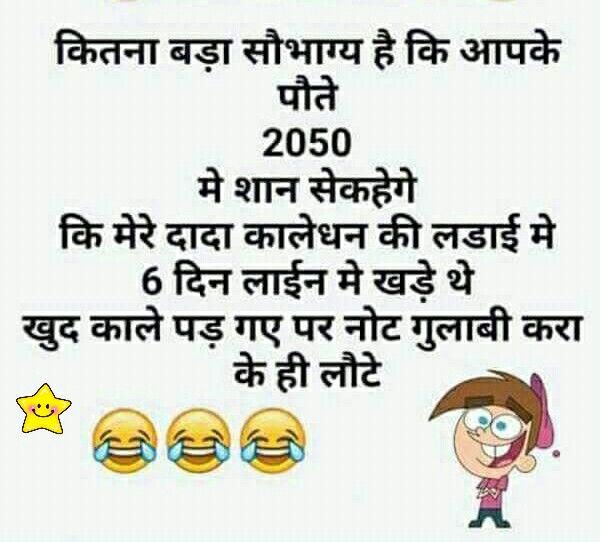 कितना बड़ा सौभाग्य है कि आपके
पौते
2050
मे शान सेकहेगे
कि मेरे दादा कालेधन की लडाई मे
6 दिन लाईन मे खड़े थे
खुद काले पड़ गए पर नोट गुलाबी करा
के ही लौटे